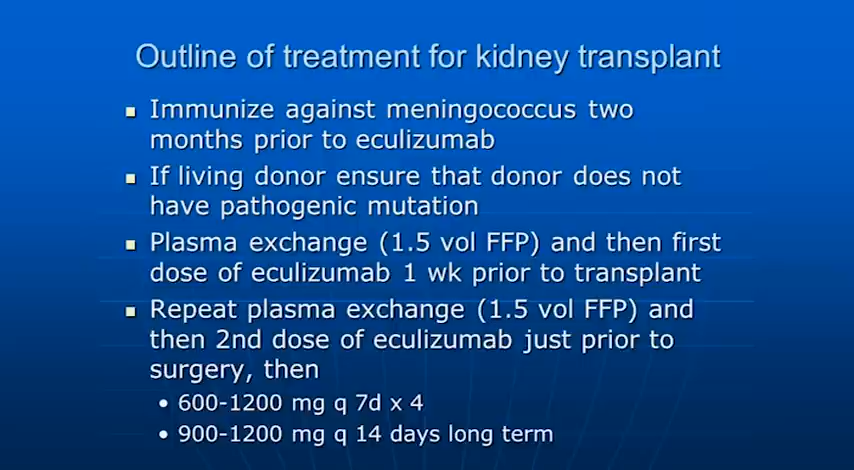 Outline of treatment for kidney transplant
Immunize against meningococcus two
months prior to eculizumab
If living donor ensure that donor does not
have pathogenic mutation
Plasma exchange (1.5 vol FFP) and then first
dose of eculizumab 1 wk prior to transplant
Repeat plasma exchange (1.5 vol FFP) and
then 2nd dose of eculizumab just prior to
surgery, then
• 600-1200 mg q 7d x 4
• 900-1200 mg q 14 days long term